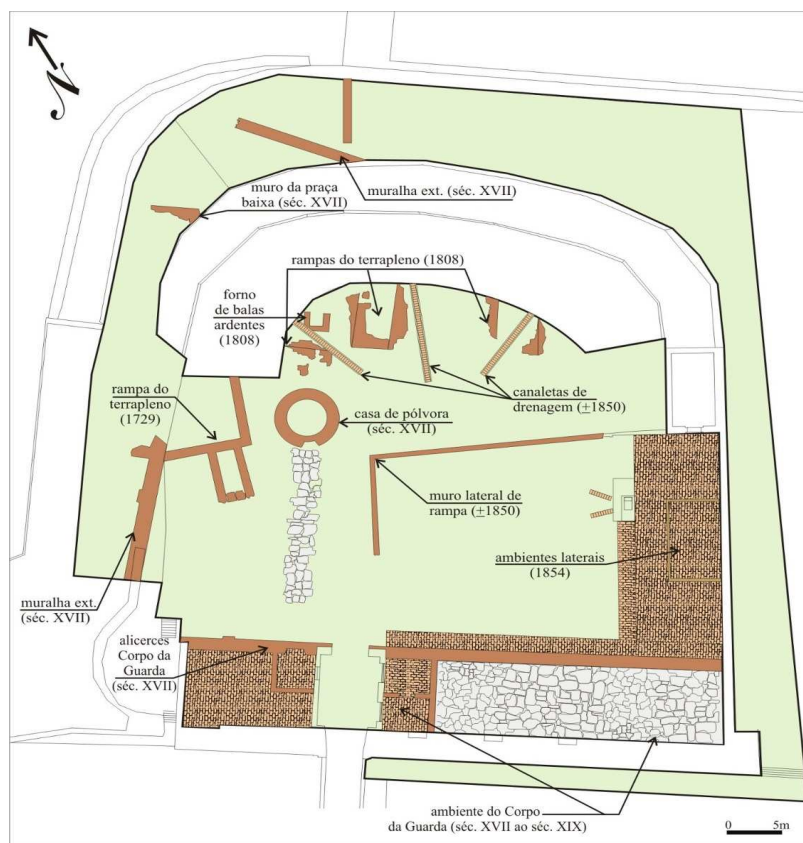 N
muralha ext. (séc. XVII)
muro da praça
baixa (séc. XVII)
rampas do terrapleno (1808)
forno
de balas
ardentes
(1808)
rampa do
terrapleno
(1729)
canaletas de
drenagem (±1850)
casa de pólvora
(séc. XVII)
muro lateral de
rampa (±1850)
ambientes laterais
(1854)
muralha ext.
(séc. XVII)
alicerces
Corpo da
Guarda
(séc. XVII)
ambiente do Corpo
da Guarda (séc. XVII ao séc. XIX)
0 5m